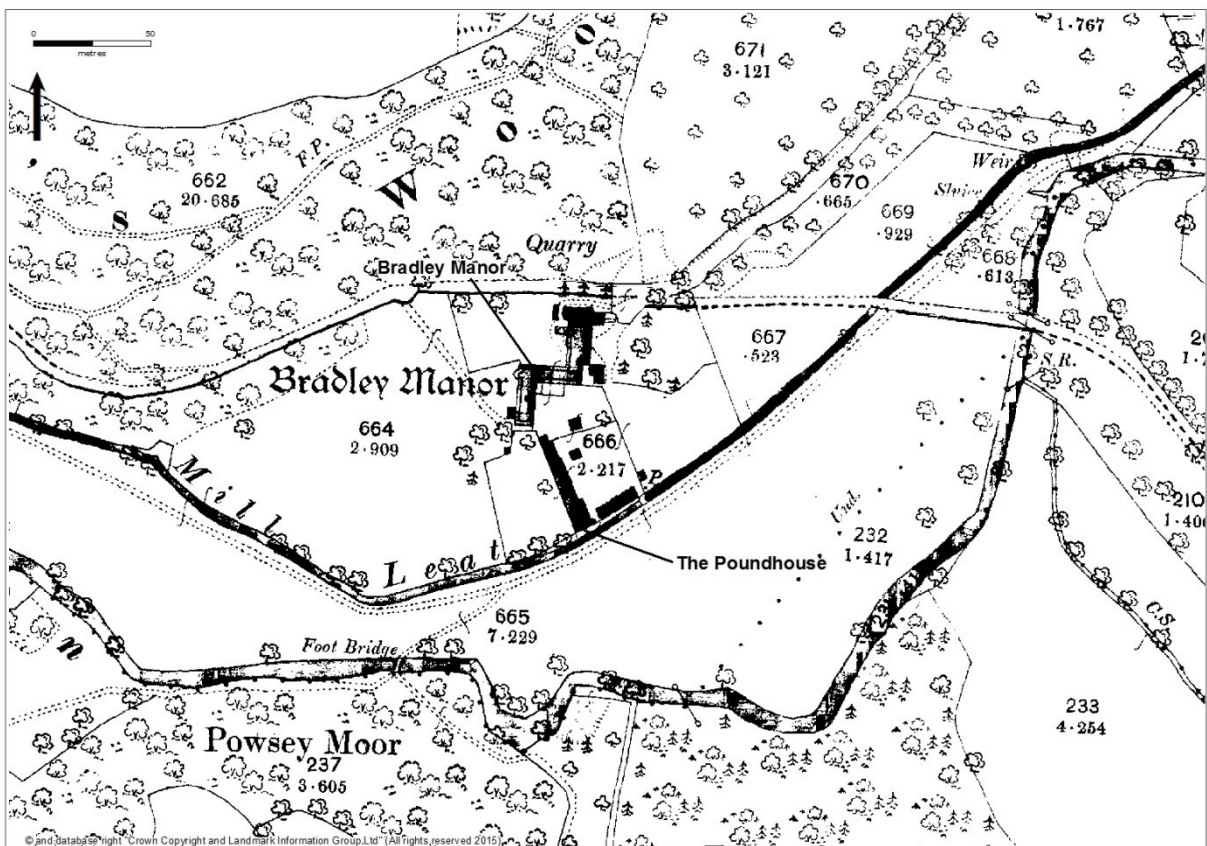 0 50
metres
671
3·121
1·767
F.P.
662
20·685
's
W
o
o
Weir
670
·665
669
·929
668
·613
Quarry
Bradley Manor
667
·523
S.R.
Bradley Manor
664
2·909
666
2·217
P.
Mill Leat
Und.
232
1·417
210
The Poundhouse
C.S.
665
7·229
Foot Bridge
n
233
4·254
Powsey Moor
237
3·605
© and database right "Crown Copyright and Landmark Information Group Ltd" (All rights reserved 2015)